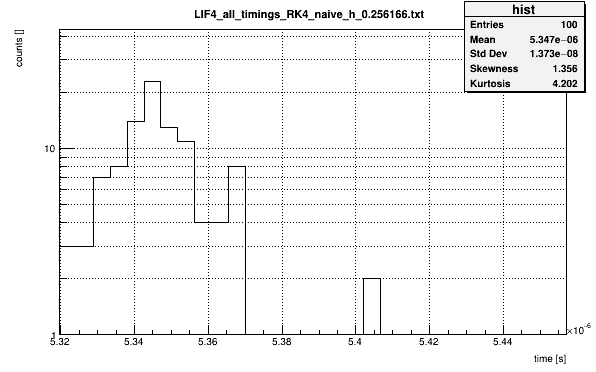 LIF4_all_timings_RK4_naive_h_0.256166.txt
hist
Entries 100
Mean 5.347e−06
Std Dev 1.373e−08
Skewness 1.356
Kurtosis 4.202
counts []
10
1
5.32 5.34 5.36 5.38 5.4 5.42 5.44
×10−6
time [s]